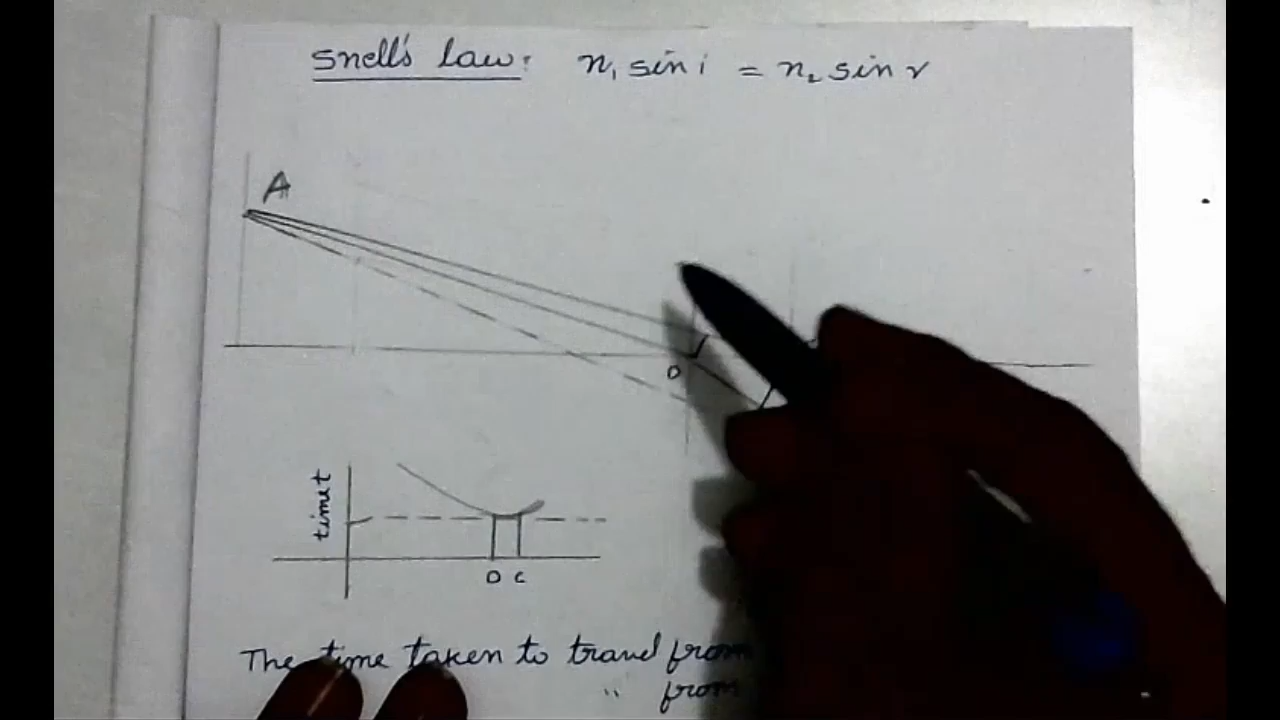 Snell's law: n₁ sin i = n₂ sin r
A
O
time t
O C
The time taken to travel from
" from